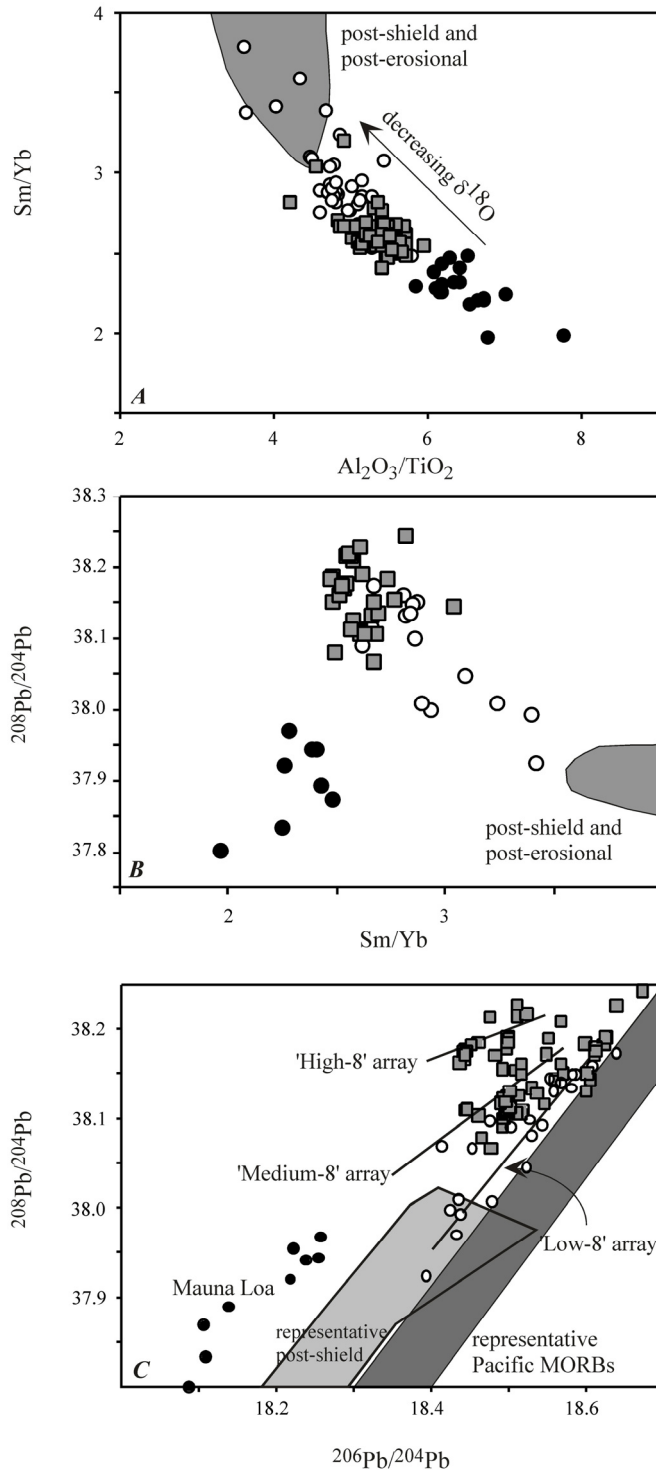 4
3
2
Sm/Yb
post-shield and
post-erosional
decreasing δ¹⁸O
A
2
4
6
8
Al₂O₃/TiO₂
38.3
38.2
38.1
38.0
37.9
37.8
²⁰⁸Pb/²⁰⁴Pb
post-shield and
post-erosional
B
2
3
Sm/Yb
38.2
38.1
38.0
37.9
²⁰⁸Pb/²⁰⁴Pb
'High-8' array
'Medium-8' array
'Low-8' array
Mauna Loa
representative
post-shield
representative
Pacific MORBs
C
18.2
18.4
18.6
²⁰⁶Pb/²⁰⁴Pb